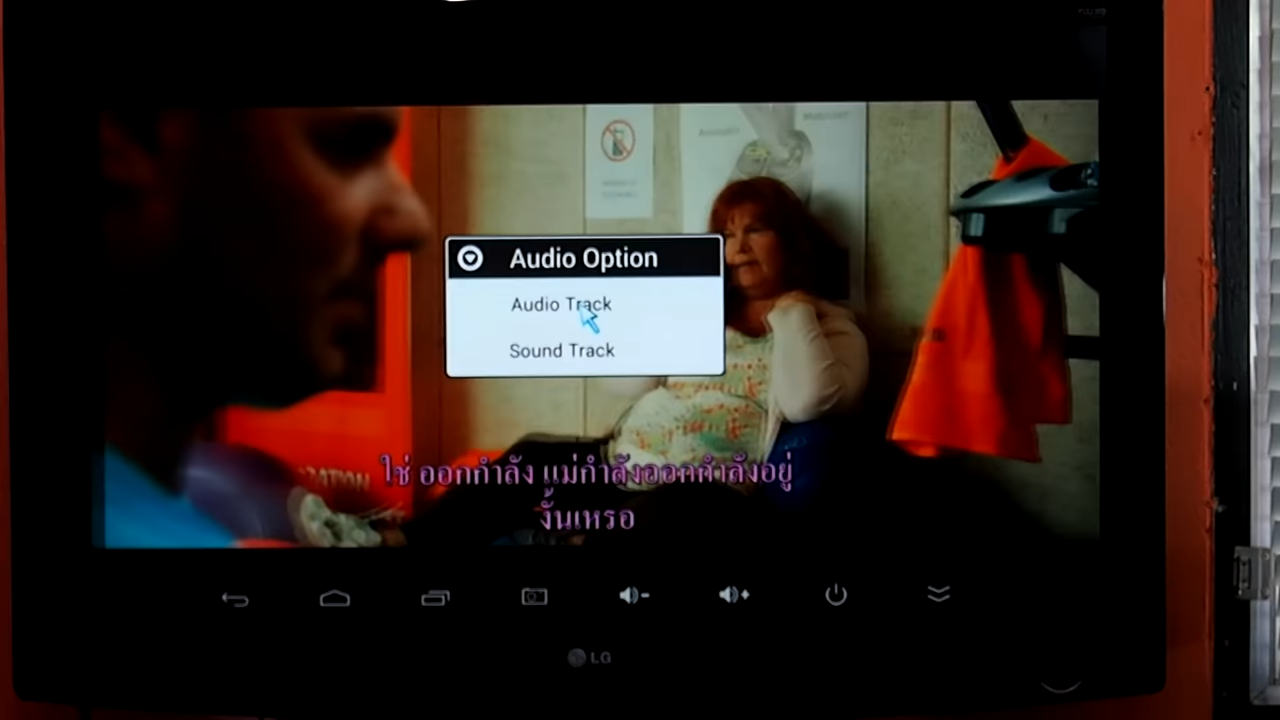 Audio Option
Audio Track
Sound Track
ใช่ ออกกำลัง แม่กำลังออกกำลังอยู่
งั้นเหรอ
LG